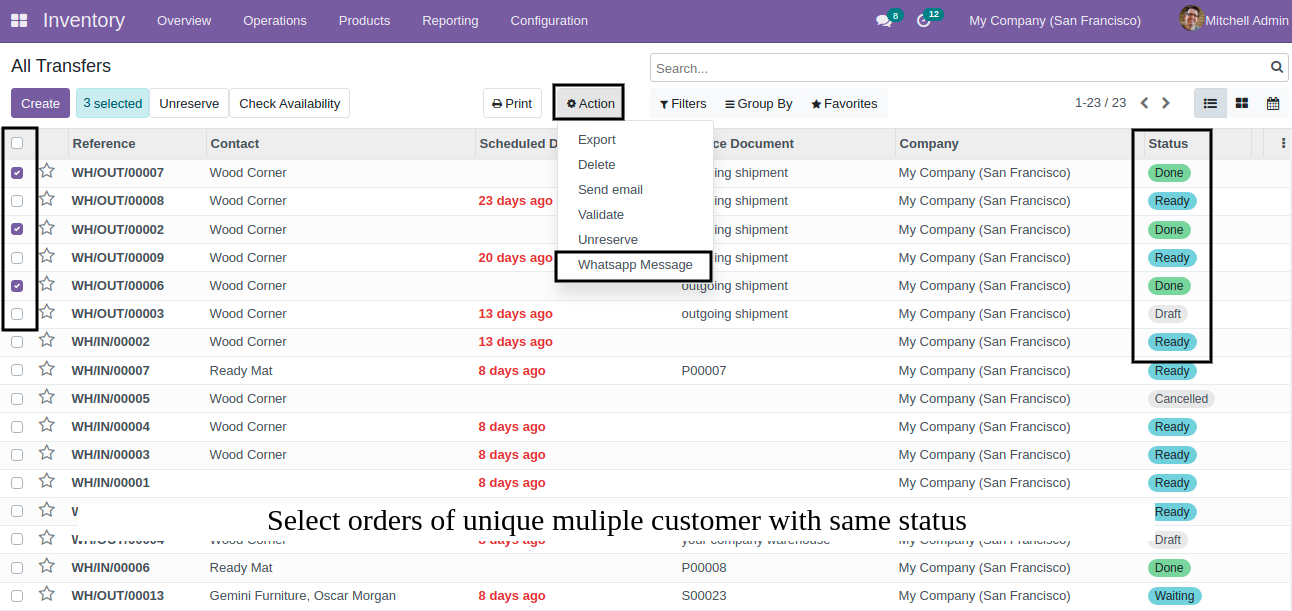 Inventory Overview Operations Products Reporting Configuration 8 12 My Company (San Francisco) Mitchell Admin
All Transfers Search...
Create 3 selected Unreserve Check Availability Print Action Filters Group By Favorites 1-23 / 23
Export
Delete
Send email
Validate
Unreserve
Whatsapp Message
Reference Contact Scheduled D ce Document Company Status
WH/OUT/00007 Wood Corner ing shipment My Company (San Francisco) Done
WH/OUT/00008 Wood Corner 23 days ago ing shipment My Company (San Francisco) Ready
WH/OUT/00002 Wood Corner ing shipment My Company (San Francisco) Done
WH/OUT/00009 Wood Corner 20 days ago ing shipment My Company (San Francisco) Ready
WH/OUT/00006 Wood Corner outgoing shipment My Company (San Francisco) Done
WH/OUT/00003 Wood Corner 13 days ago outgoing shipment My Company (San Francisco) Draft
WH/IN/00002 Wood Corner 13 days ago My Company (San Francisco) Ready
WH/IN/00007 Ready Mat 8 days ago P00007 My Company (San Francisco) Ready
WH/IN/00005 Wood Corner My Company (San Francisco) Cancelled
WH/IN/00004 Wood Corner 8 days ago My Company (San Francisco) Ready
WH/IN/00003 Wood Corner 8 days ago My Company (San Francisco) Ready
WH/IN/00001 8 days ago My Company (San Francisco) Ready
Select orders of unique muliple customer with same status Ready
WH/OUT/00004 Wood Corner 8 days ago your company warehouse My Company (San Francisco) Draft
WH/IN/00006 Ready Mat P00008 My Company (San Francisco) Done
WH/OUT/00013 Gemini Furniture, Oscar Morgan 8 days ago S00023 My Company (San Francisco) Waiting